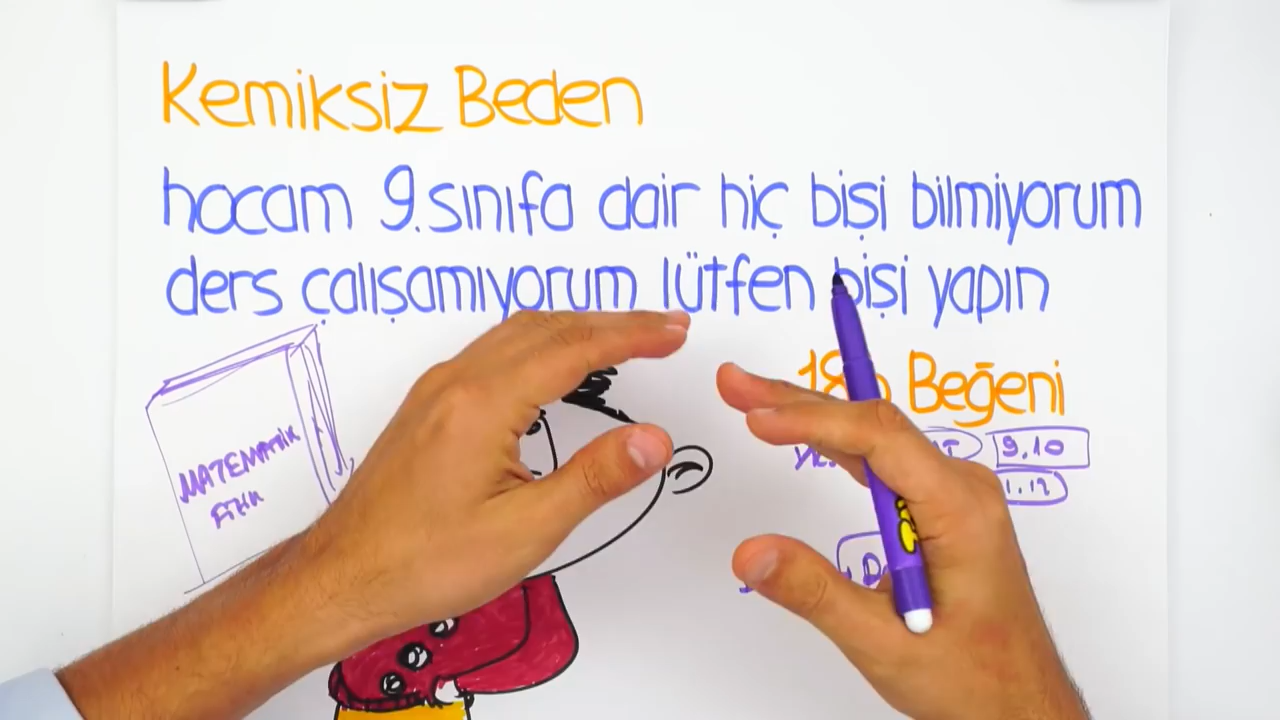 Kemiksiz Beden
hocam 9.sınıfa dair hiç bişi bilmiyorum
ders çalışamıyorum lütfen bişi yapın
Beğeni
9.10
MATEMATİK
FİZİK